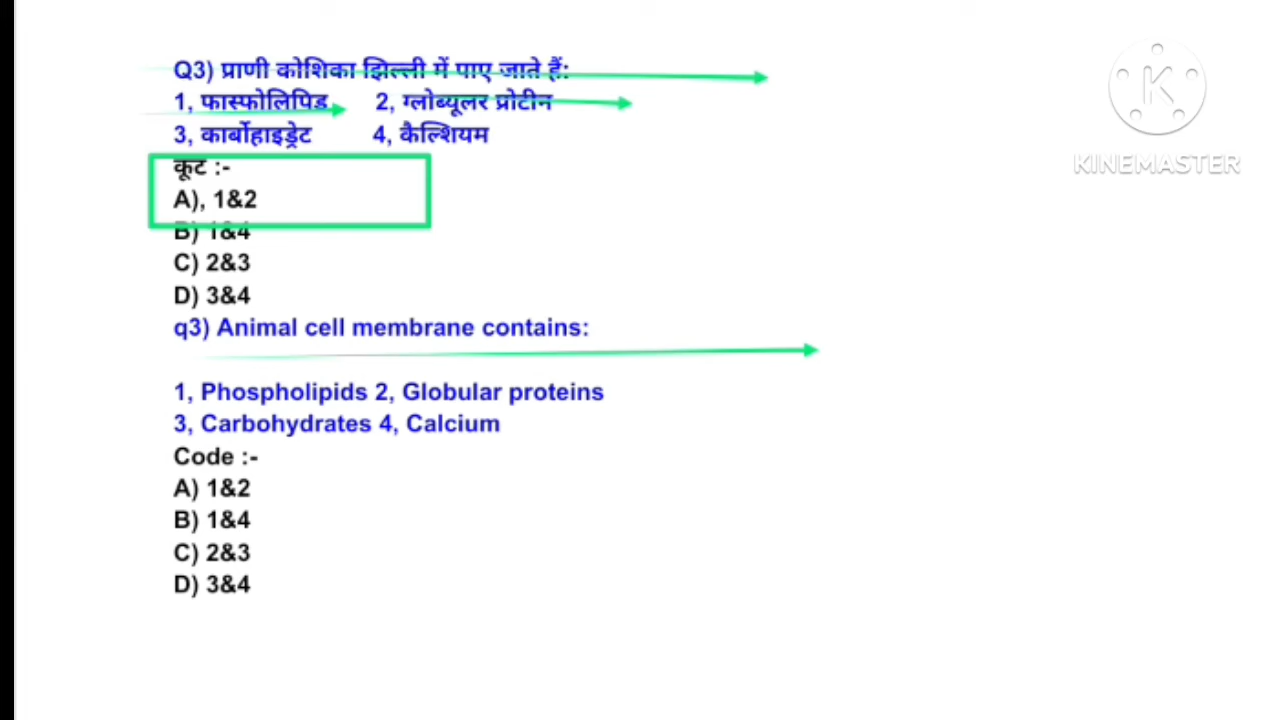 Q3) प्राणी कोशिका झिल्ली में पाए जाते हैं:
1, फास्फोलिपिड 2, ग्लोब्यूलर प्रोटीन
3, कार्बोहाइड्रेट 4, कैल्शियम
कूट :-
A), 1&2
B) 1&4
C) 2&3
D) 3&4
q3) Animal cell membrane contains:
1, Phospholipids 2, Globular proteins
3, Carbohydrates 4, Calcium
Code :-
A) 1&2
B) 1&4
C) 2&3
D) 3&4
K
KINEMASTER